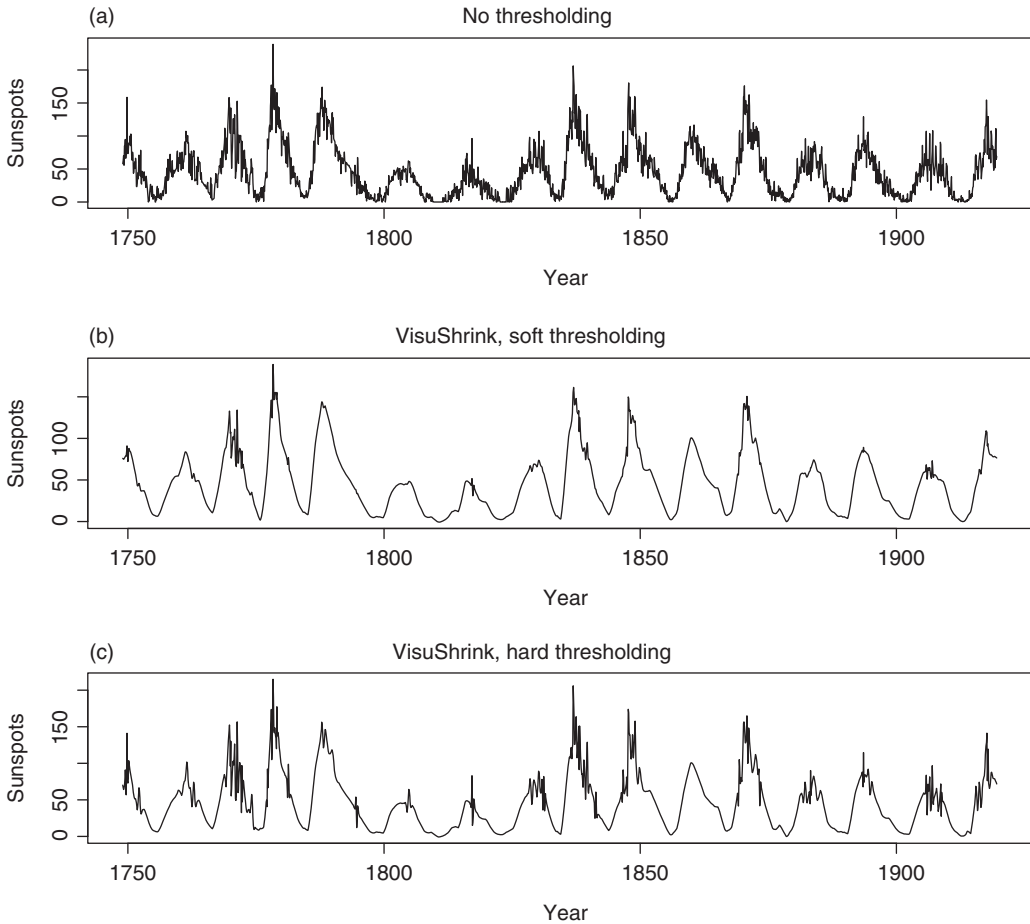 (a) No thresholding
Sunspots
150
50
0
1750 1800 1850 1900
Year
(b) VisuShrink, soft thresholding
Sunspots
100
50
0
1750 1800 1850 1900
Year
(c) VisuShrink, hard thresholding
Sunspots
150
50
0
1750 1800 1850 1900
Year